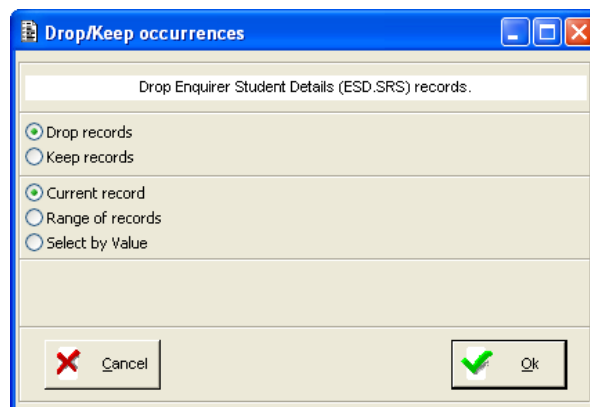 Drop/Keep occurrences
Drop Enquirer Student Details (ESD.SRS) records.
Drop records
Keep records
Current record
Range of records
Select by Value
Cancel
Ok